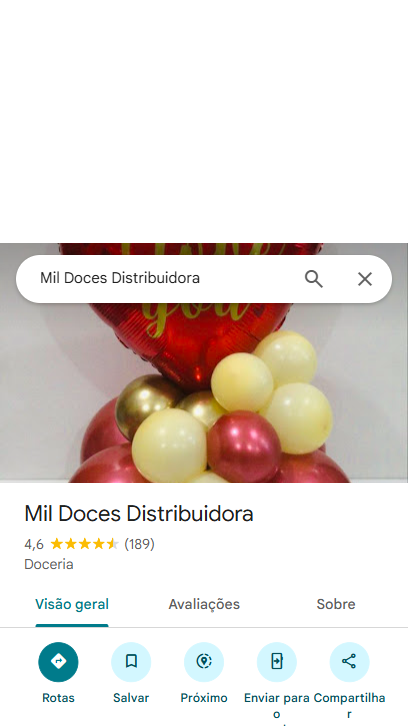 Mil Doces Distribuidora
you
Mil Doces Distribuidora
4,6 (189)
Doceria
Visão geral Avaliações Sobre
Rotas Salvar Próximo Enviar para o Compartilhar